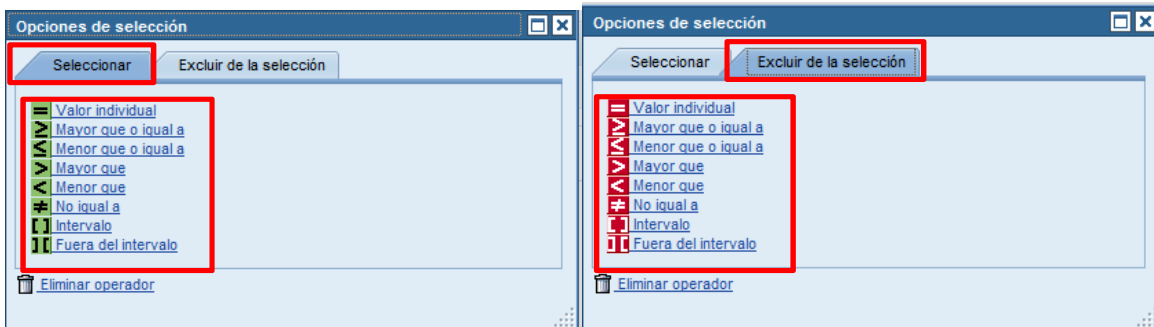 Opciones de selección
Seleccionar Excluir de la selección
= Valor individual
≥ Mayor que o igual a
≤ Menor que o igual a
> Mayor que
< Menor que
≠ No igual a
[ ] Intervalo
] [ Fuera del intervalo
Eliminar operador
Opciones de selección
Seleccionar Excluir de la selección
= Valor individual
≥ Mayor que o igual a
≤ Menor que o igual a
> Mayor que
< Menor que
≠ No igual a
[ ] Intervalo
] [ Fuera del intervalo
Eliminar operador